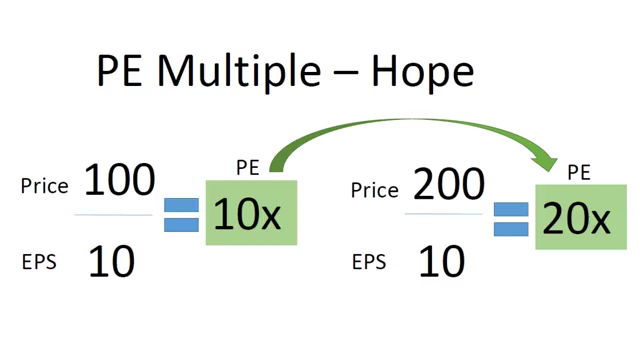 PE Multiple – Hope
Price 100
EPS 10
PE
10x
Price 200
EPS 10
PE
20x